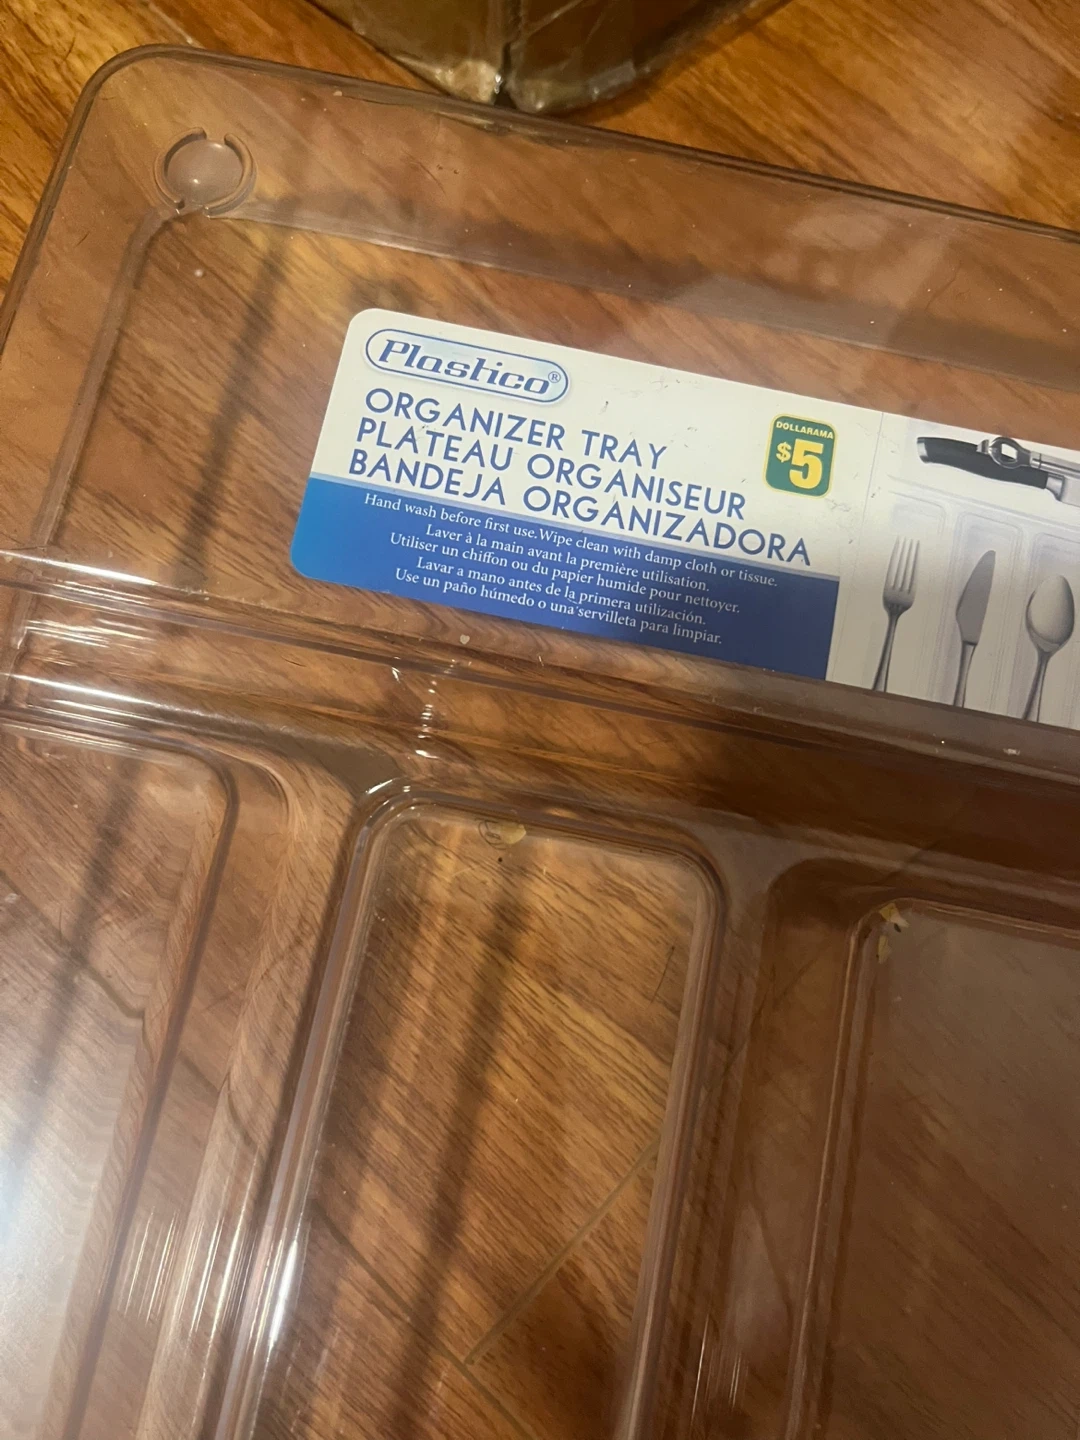 Plastico®
ORGANIZER TRAY
PLATEAU ORGANISEUR
BANDEJA ORGANIZADORA
DOLLARAMA
$5
Hand wash before first use.Wipe clean with damp cloth or tissue.
Laver à la main avant la première utilisation.
Utiliser un chiffon ou du papier humide pour nettoyer.
Lavar a mano antes de la primera utilización.
Use un paño húmedo o una servilleta para limpiar.